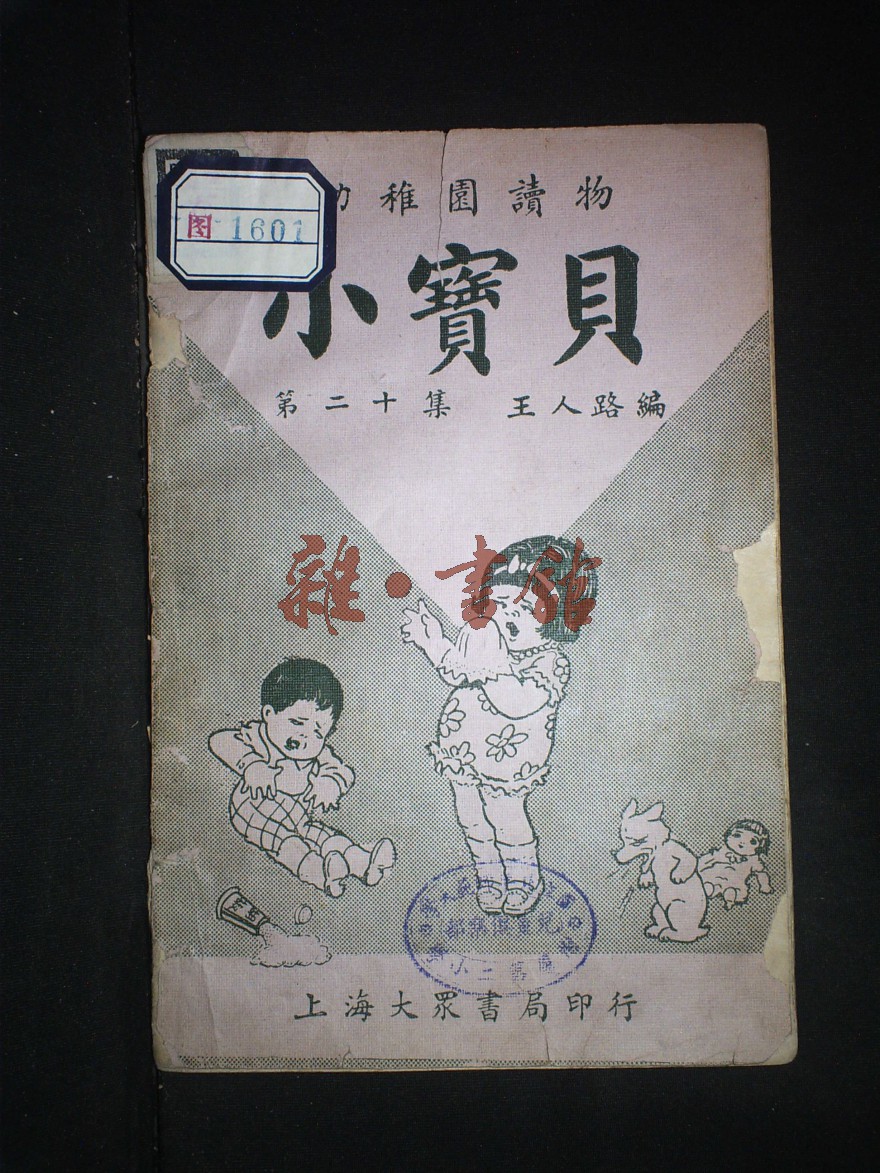 图 1601
幼稚園讀物
小寶貝
第二十集 王人路編
雜·書館
上海大眾書局印行